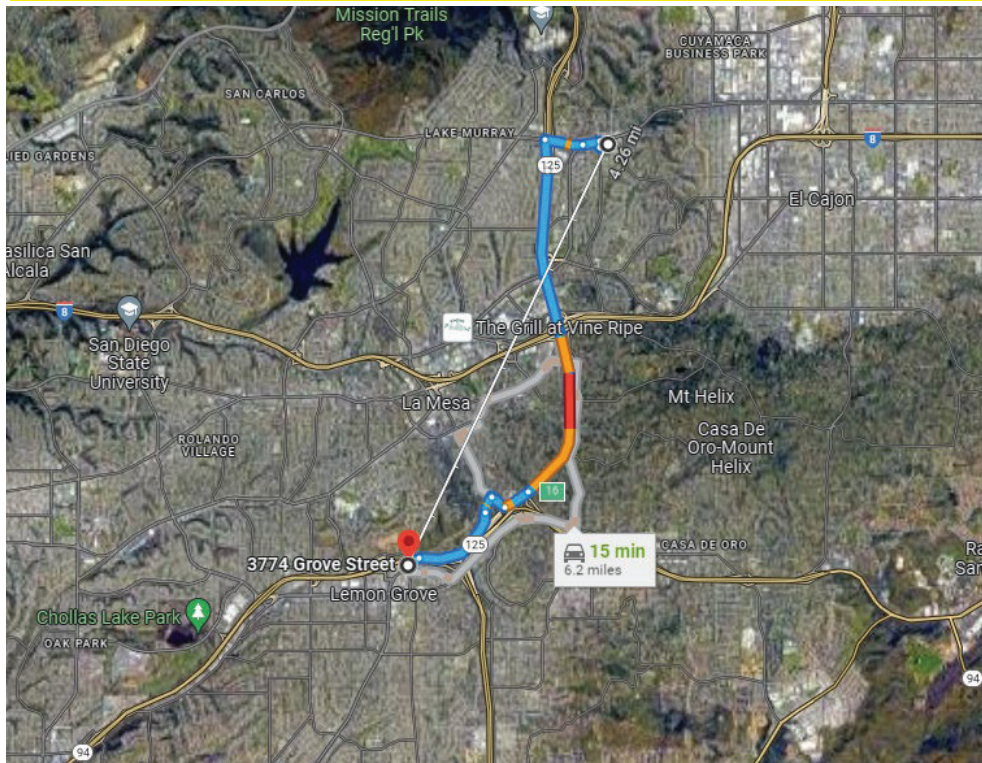 Mission Trails
Reg'l Pk
CUYAMACA
BUSINESS PARK
SAN CARLOS
LAKE MURRAY
LIED GARDENS
4.26 mi
8
125
El Cajon
asilica San
Alcala
8
San Diego
State
University
The Grill at Vine Ripe
La Mesa
Mt Helix
ROLANDO
VILLAGE
Casa De
Oro-Mount
Helix
16
125
15 min
6.2 miles
CASA DE ORO
Ra
San
3774 Grove Street
Lemon Grove
Chollas Lake Park
OAK PARK
94
94